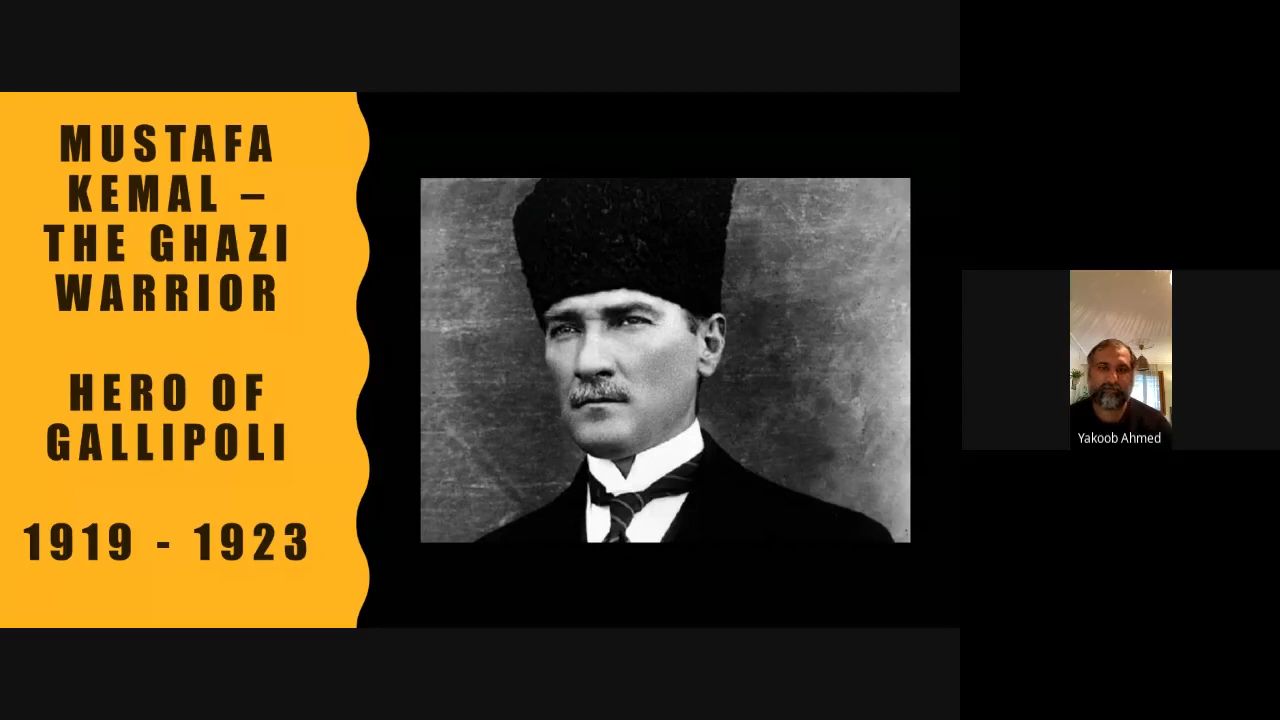 MUSTAFA
KEMAL –
THE GHAZI
WARRIOR
HERO OF
GALLIPOLI
1919 - 1923
Yakoob Ahmed